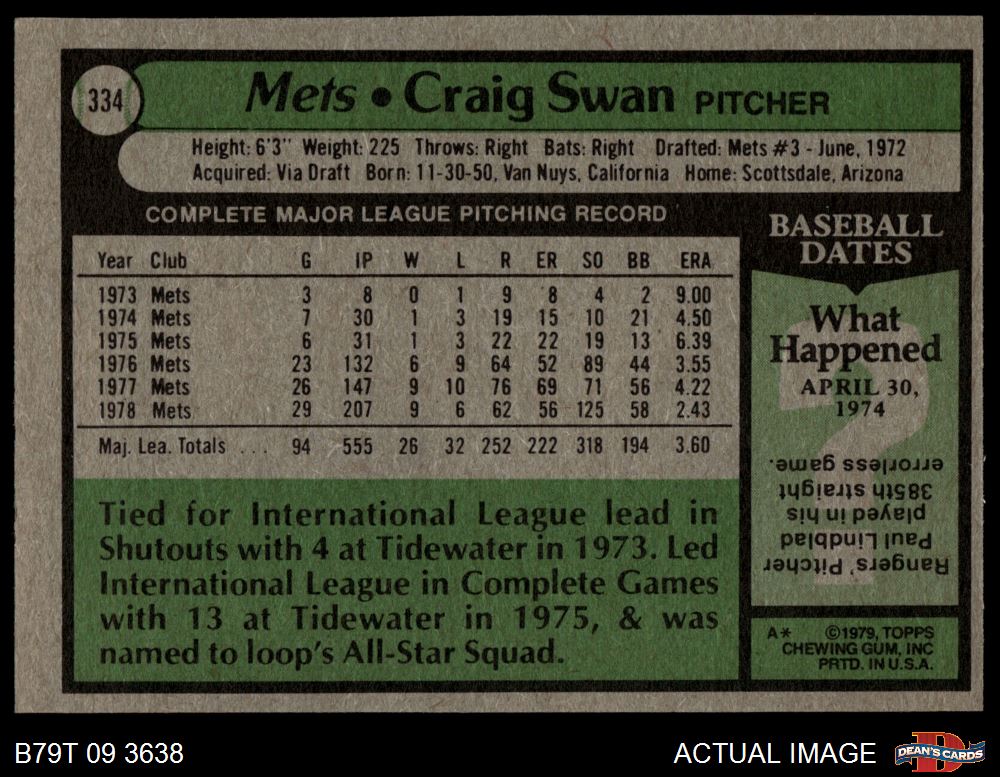 334
Mets • Craig Swan PITCHER
Height: 6'3" Weight: 225 Throws: Right Bats: Right Drafted: Mets #3 - June, 1972
Acquired: Via Draft Born: 11-30-50, Van Nuys, California Home: Scottsdale, Arizona
COMPLETE MAJOR LEAGUE PITCHING RECORD
Year Club G IP W L R ER SO BB ERA
1973 Mets 3 8 0 1 9 8 4 2 9.00
1974 Mets 7 30 1 3 19 15 10 21 4.50
1975 Mets 6 31 1 3 22 22 19 13 6.39
1976 Mets 23 132 6 9 64 52 89 44 3.55
1977 Mets 26 147 9 10 76 69 71 56 4.22
1978 Mets 29 207 9 6 62 56 125 58 2.43
Maj. Lea. Totals ... 94 555 26 32 252 222 318 194 3.60
Tied for International League lead in
Shutouts with 4 at Tidewater in 1973. Led
International League in Complete Games
with 13 at Tidewater in 1975, & was
named to loop's All-Star Squad.
BASEBALL
DATES
What
Happened
APRIL 30,
1974
Rangers' Pitcher
Paul Lindblad
played in his
385th straight
errorless game.
A* ©1979, TOPPS
CHEWING GUM, INC
PRTD. IN U.S.A.
B79T 09 3638
ACTUAL IMAGE
DEAN'S CARDS